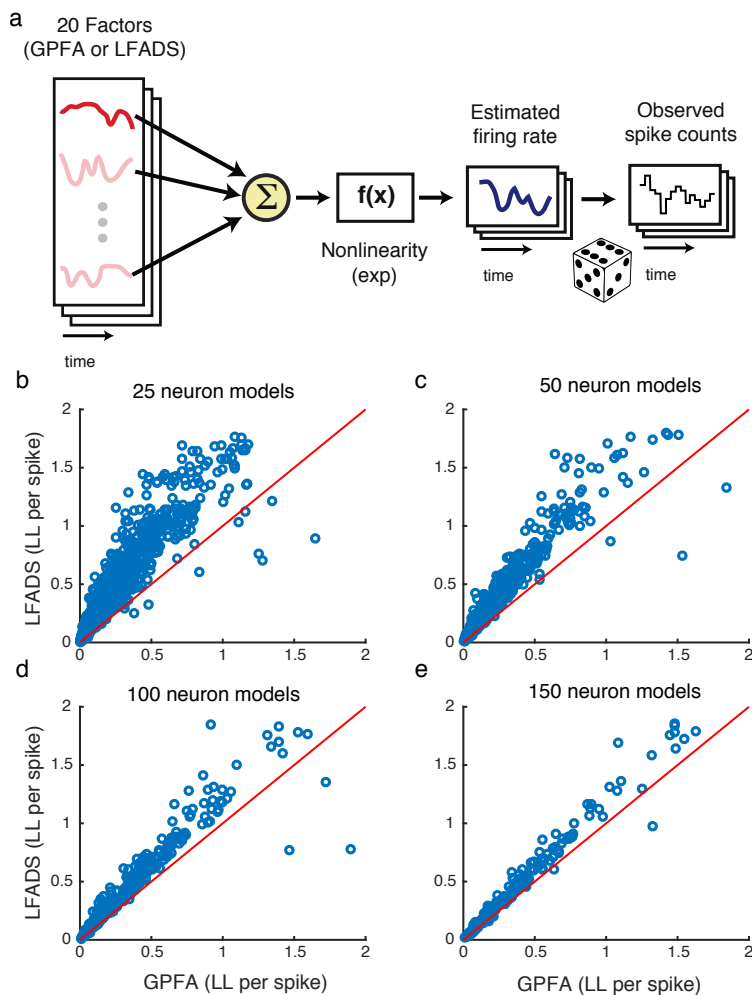 a
20 Factors
(GPFA or LFADS)
time
Σ
f(x)
Nonlinearity
(exp)
Estimated
firing rate
time
Observed
spike counts
time
b
25 neuron models
LFADS (LL per spike)
2
1.5
1
0.5
0
0
0.5
1
1.5
2
c
50 neuron models
2
1.5
1
0.5
0
0
0.5
1
1.5
2
d
100 neuron models
LFADS (LL per spike)
2
1.5
1
0.5
0
0
0.5
1
1.5
2
GPFA (LL per spike)
e
150 neuron models
2
1.5
1
0.5
0
0
0.5
1
1.5
2
GPFA (LL per spike)